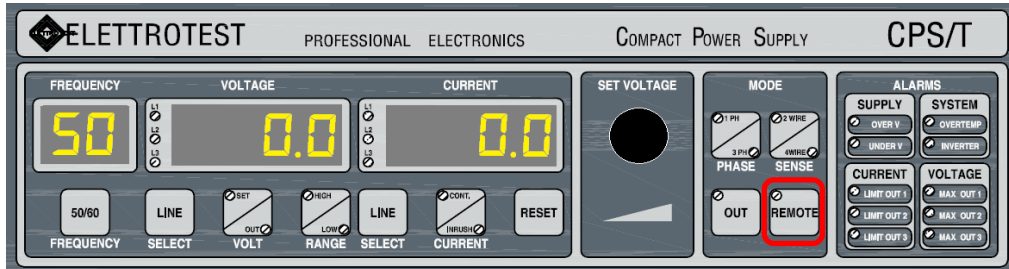 ELETTROTEST PROFESSIONAL ELECTRONICS COMPACT POWER SUPPLY CPS/T
FREQUENCY VOLTAGE CURRENT SET VOLTAGE MODE ALARMS
SUPPLY SYSTEM
OVER V OVERTEMP
UNDER V INVERTER
50 L1 L2 L3 0.0 L1 L2 L3 0.0
1 PH 3 PH 2 WIRE 4WIRE
PHASE SENSE
CURRENT VOLTAGE
LIMIT OUT 1 MAX OUT 1
LIMIT OUT 2 MAX OUT 2
LIMIT OUT 3 MAX OUT 3
50/60 LINE SET OUT HIGH LOW LINE CONT. INRUSH RESET OUT REMOTE
FREQUENCY SELECT VOLT RANGE SELECT CURRENT